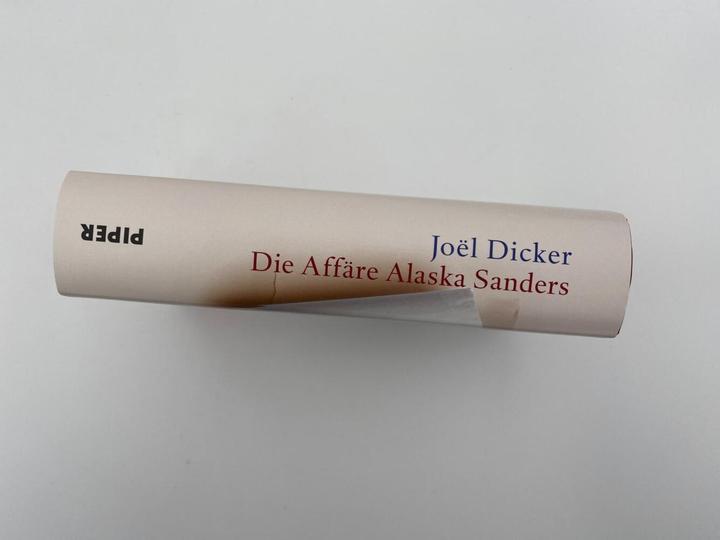 Joël Dicker
Die Affäre Alaska Sanders
PIPER